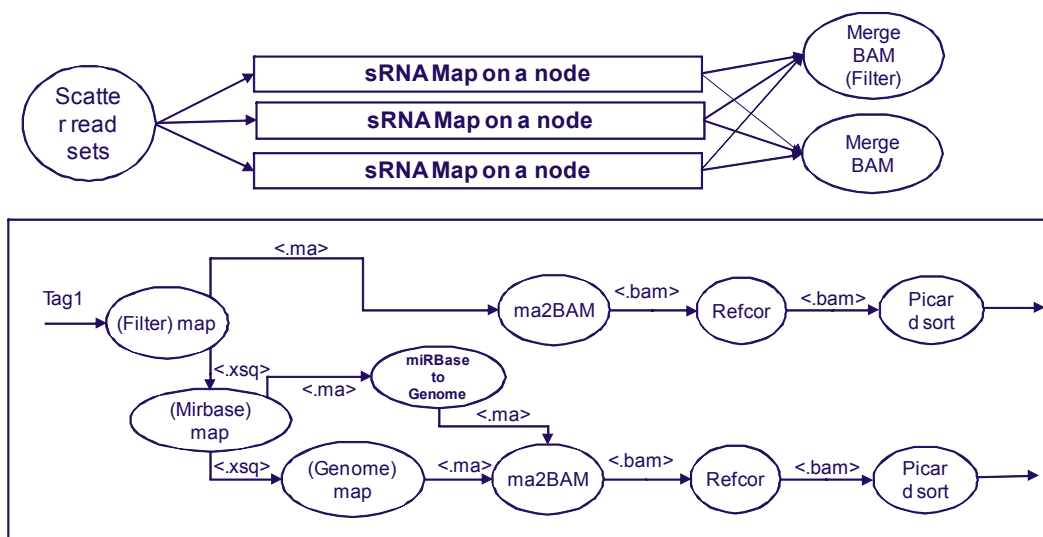 Scatte
r read
sets
sRNA Map on a node
sRNA Map on a node
sRNA Map on a node
Merge
BAM
(Filter)
Merge
BAM
<.ma>
Tag1
(Filter) map
ma2BAM
<.bam>
Refcor
<.bam>
Picar
d sort
<.xsq>
<.ma>
miRBase
to
Genome
(Mirbase)
map
<.ma>
<.xsq>
(Genome)
map
<.ma>
ma2BAM
<.bam>
Refcor
<.bam>
Picar
d sort